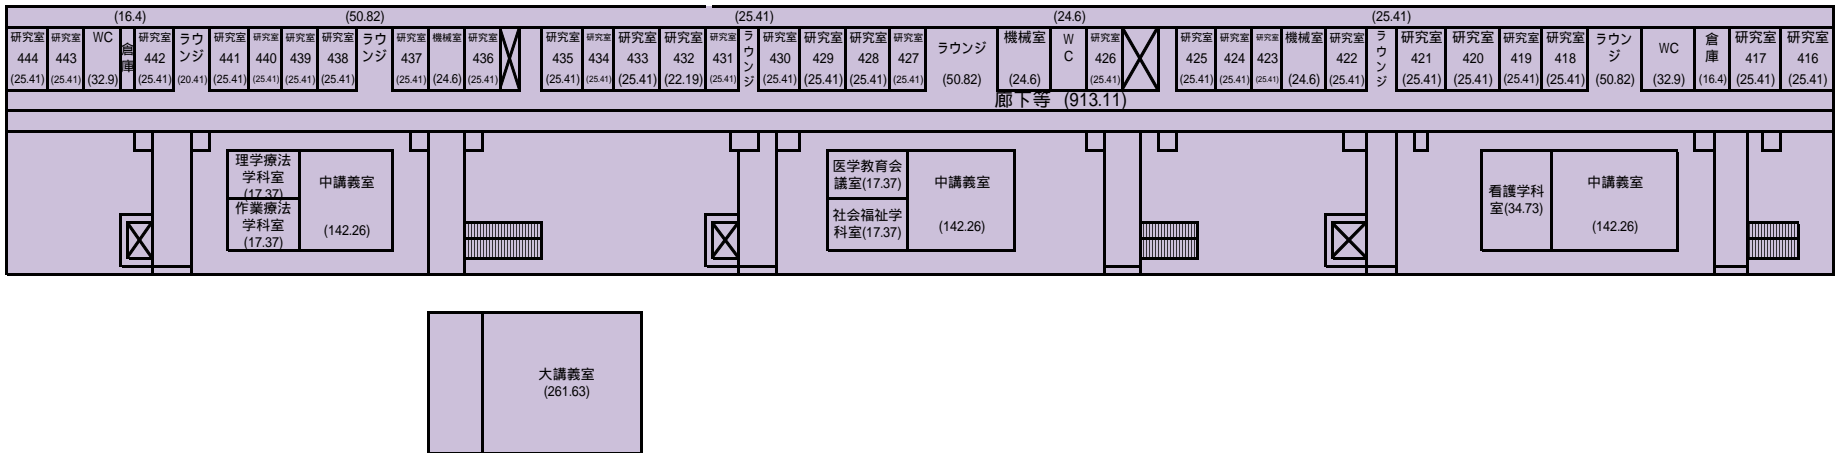 (16.4) (50.82) (25.41) (24.6) (25.41)
研究室 研究室 WC 倉庫 研究室 ラウンジ 研究室 研究室 研究室 研究室 ラウンジ 研究室 機械室 研究室 研究室 研究室 研究室 研究室 研究室 ラウンジ 研究室 研究室 研究室 研究室 ラウンジ 機械室 WC 研究室 研究室 研究室 研究室 機械室 研究室 ラウンジ 研究室 研究室 研究室 研究室 ラウンジ WC 倉庫 研究室 研究室
444 443 442 441 440 439 438 437 436 435 434 433 432 431 430 429 428 427 426 425 424 423 422 421 420 419 418 417 416
(25.41) (25.41) (32.9) (25.41) (20.41) (25.41) (25.41) (25.41) (25.41) (25.41) (24.6) (25.41) (25.41) (25.41) (25.41) (22.19) (25.41) (25.41) (25.41) (25.41) (25.41) (50.82) (24.6) (25.41) (25.41) (25.41) (25.41) (24.6) (25.41) (25.41) (25.41) (25.41) (25.41) (50.82) (32.9) (16.4) (25.41) (25.41)
廊下等 (913.11)
理学療法
学科室
(17.37)
作業療法
学科室
(17.37)
中講義室
(142.26)
医学教育会
議室(17.37)
社会福祉学
科室(17.37)
中講義室
(142.26)
看護学科
室(34.73)
中講義室
(142.26)
大講義室
(261.63)